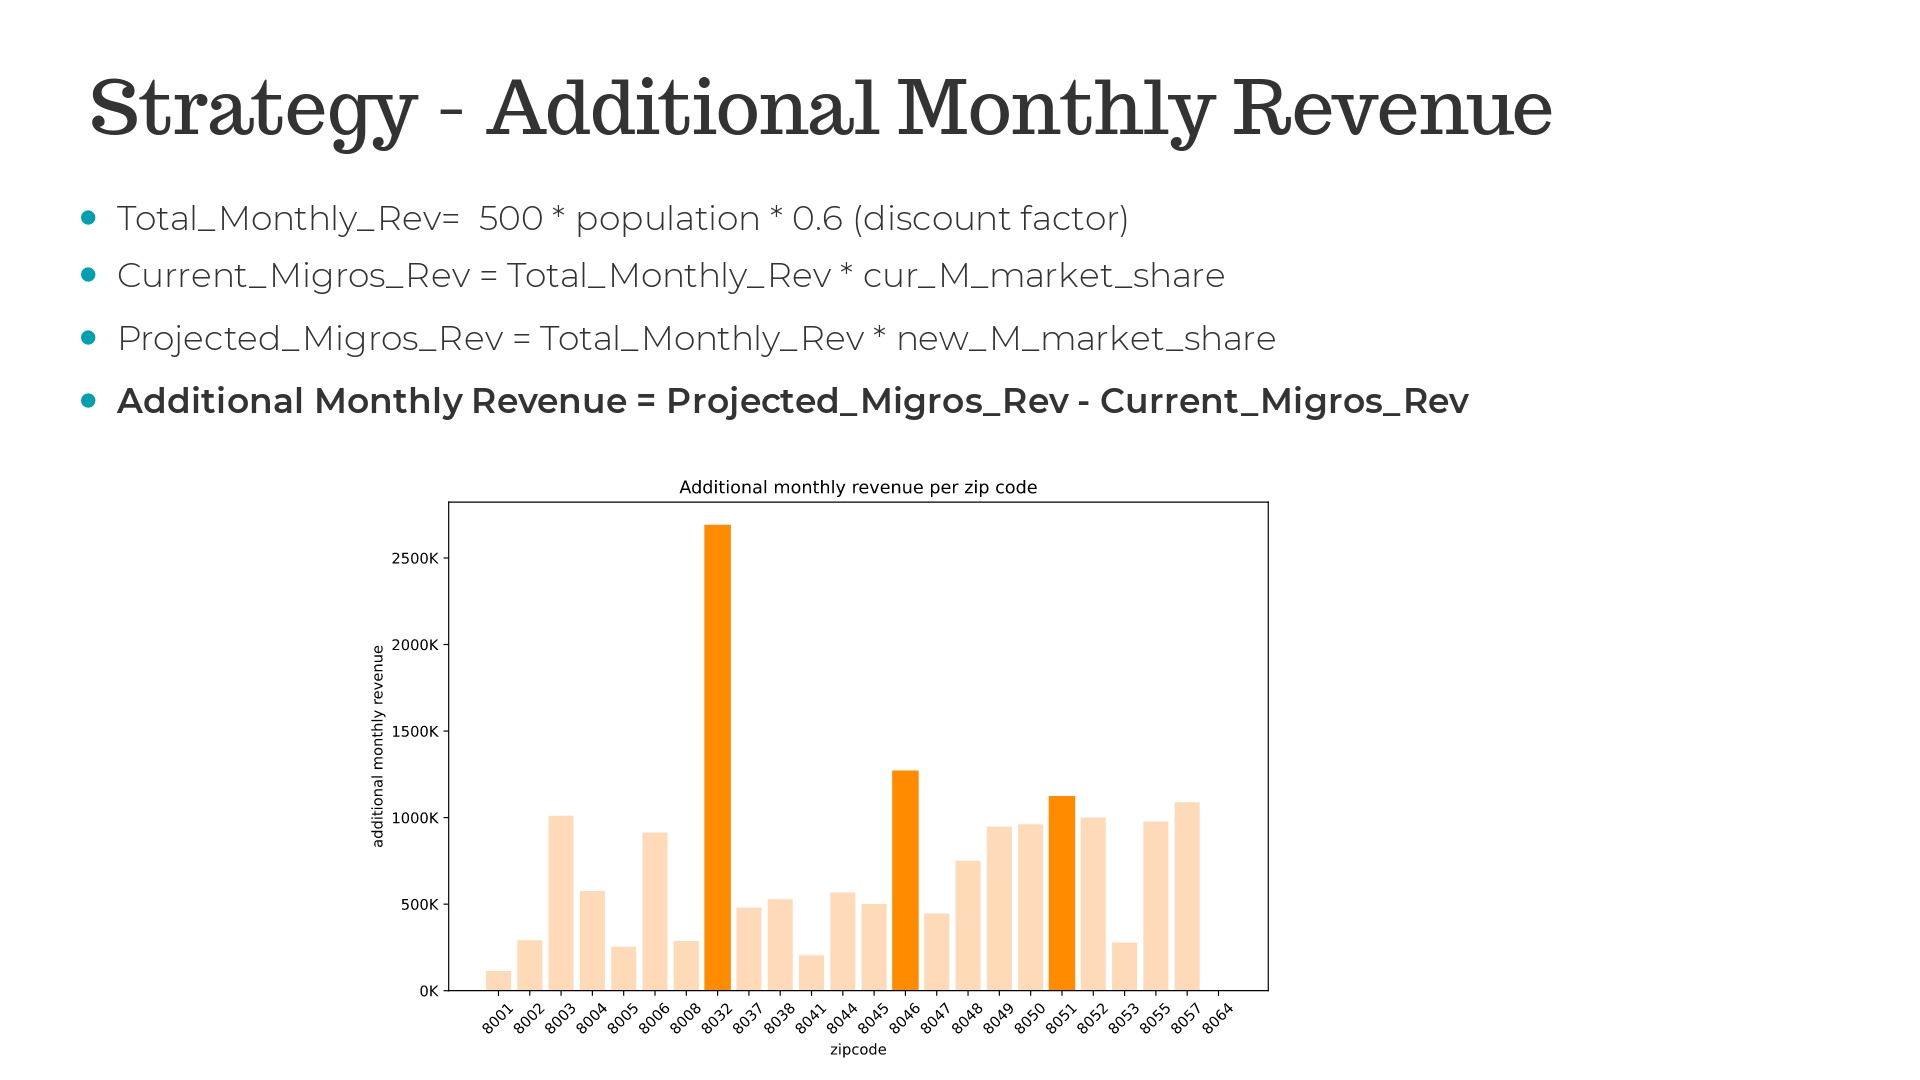 Strategy - Additional Monthly Revenue
Total_Monthly_Rev= 500 * population * 0.6 (discount factor)
Current_Migros_Rev = Total_Monthly_Rev * cur_M_market_share
Projected_Migros_Rev = Total_Monthly_Rev * new_M_market_share
Additional Monthly Revenue = Projected_Migros_Rev - Current_Migros_Rev
Additional monthly revenue per zip code
additional monthly revenue
2500K
2000K
1500K
1000K
500K
0K
8001 8002 8003 8004 8005 8006 8008 8032 8037 8038 8041 8044 8045 8046 8047 8048 8049 8050 8051 8052 8053 8055 8057 8064
zipcode